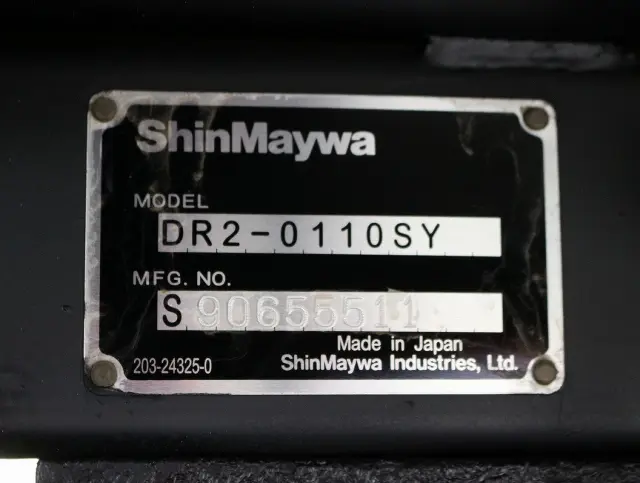 ShinMaywa
MODEL
DR2-0110SY
MFG. NO.
S 90655511
Made in Japan
203-24325-0 ShinMaywa Industries, Ltd.